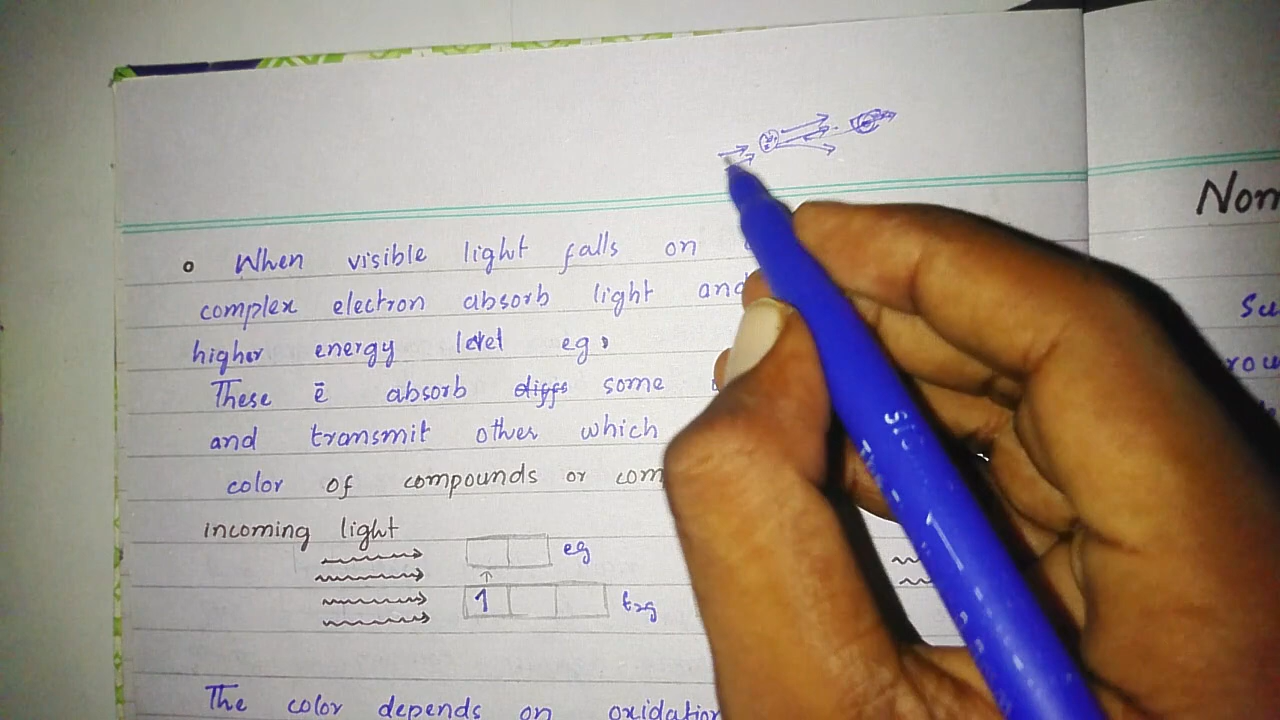 • When visible light falls on
complex electron absorb light and
higher energy level eg,
These ē absorb diffs some
and transmit other which
color of compounds or com
incoming light
eg
1 t2g
The color depends on oxidation
Non
Su
rou